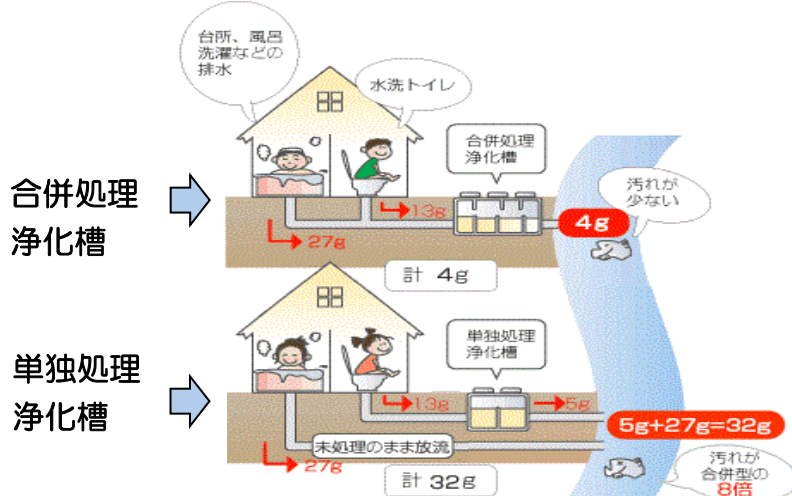 台所、風呂
洗濯などの
排水
水洗トイレ
合併処理
浄化槽
合併処理
浄化槽
汚れが
少ない
13g
4g
27g
計 4g
単独処理
浄化槽
単独処理
浄化槽
13g
5g
5g+27g=32g
未処理のまま放流
27g
計 32g
汚れが
合併型の
8倍